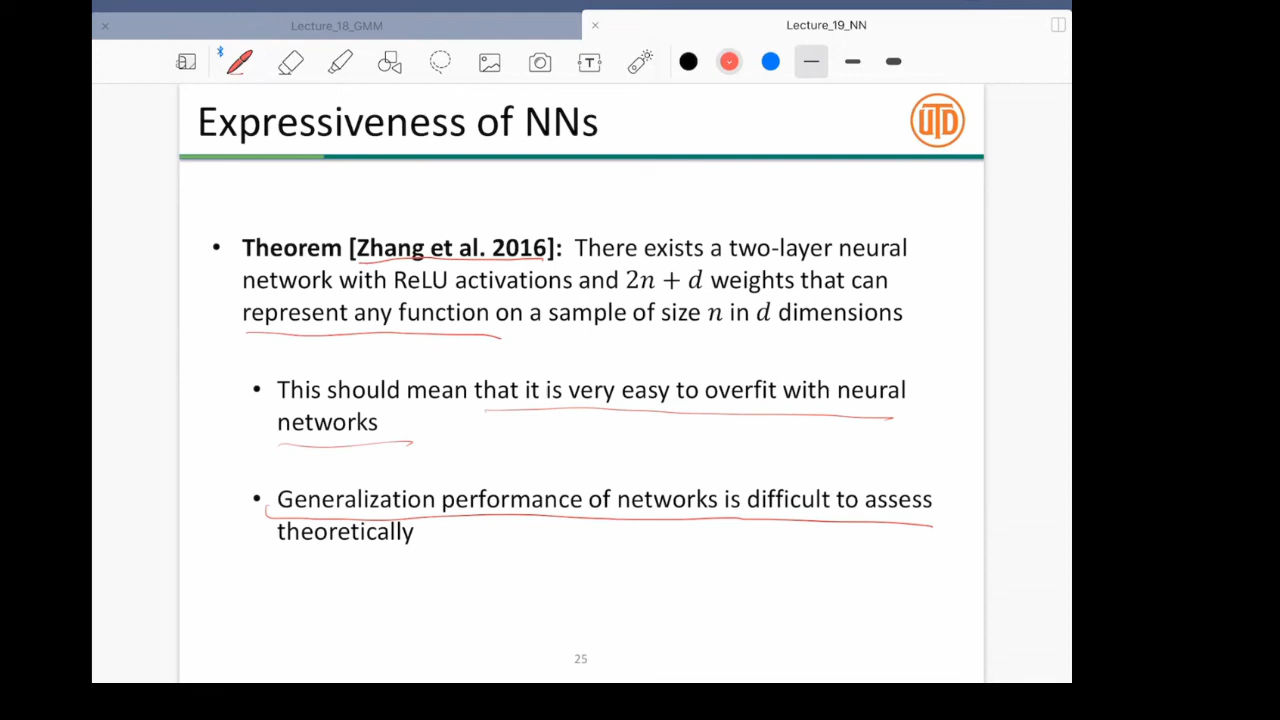 Lecture_18_GMM
Lecture_19_NN
T
Expressiveness of NNs
UTD
• Theorem [Zhang et al. 2016]: There exists a two-layer neural
network with ReLU activations and 2n + d weights that can
represent any function on a sample of size n in d dimensions
• This should mean that it is very easy to overfit with neural
networks
• Generalization performance of networks is difficult to assess
theoretically
25